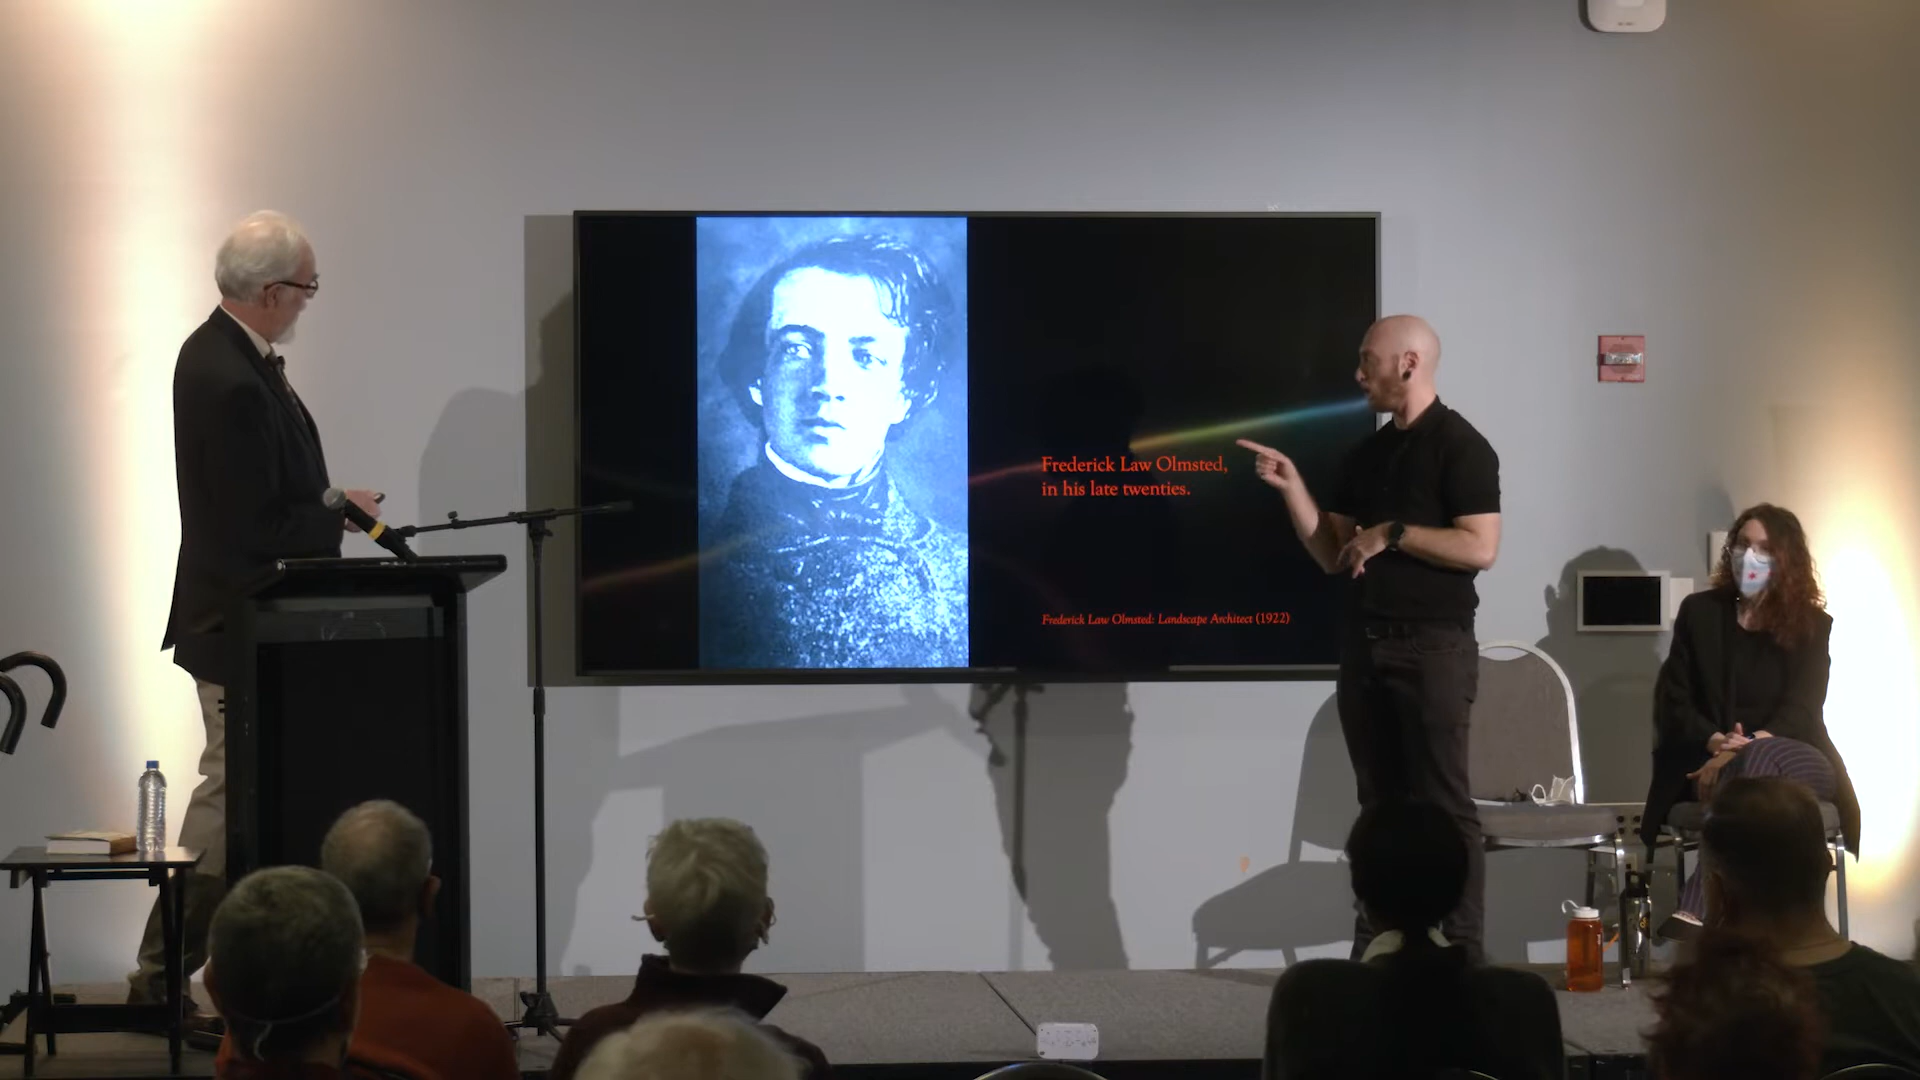 Frederick Law Olmsted,
in his late twenties.
Frederick Law Olmsted: Landscape Architect (1922)